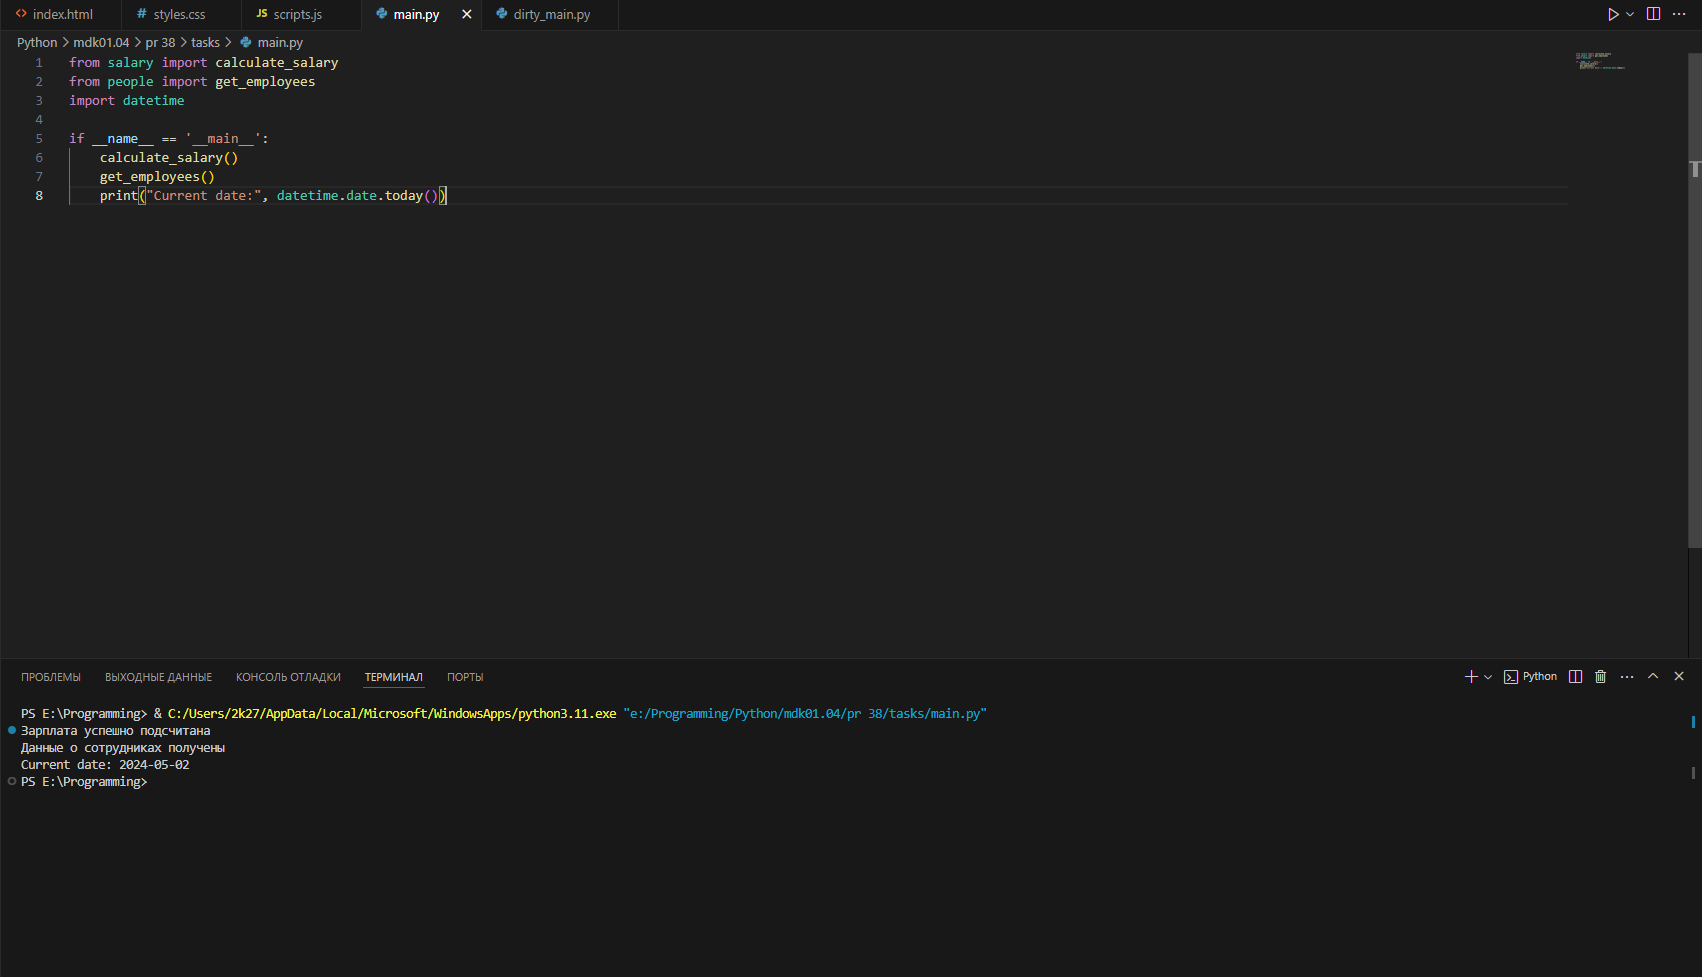 index.html
# styles.css
JS scripts.js
main.py
dirty_main.py
Python > mdk01.04 > pr 38 > tasks > main.py
1 from salary import calculate_salary
2 from people import get_employees
3 import datetime
4
5 if __name__ == '__main__':
6 calculate_salary()
7 get_employees()
8 print("Current date:", datetime.date.today())
ПРОБЛЕМЫ ВЫХОДНЫЕ ДАННЫЕ КОНСОЛЬ ОТЛАДКИ ТЕРМИНАЛ ПОРТЫ Python
PS E:\Programming> & C:/Users/2k27/AppData/Local/Microsoft/WindowsApps/python3.11.exe "e:/Programming/Python/mdk01.04/pr 38/tasks/main.py"
Зарплата успешно подсчитана
Данные о сотрудниках получены
Current date: 2024-05-02
PS E:\Programming>